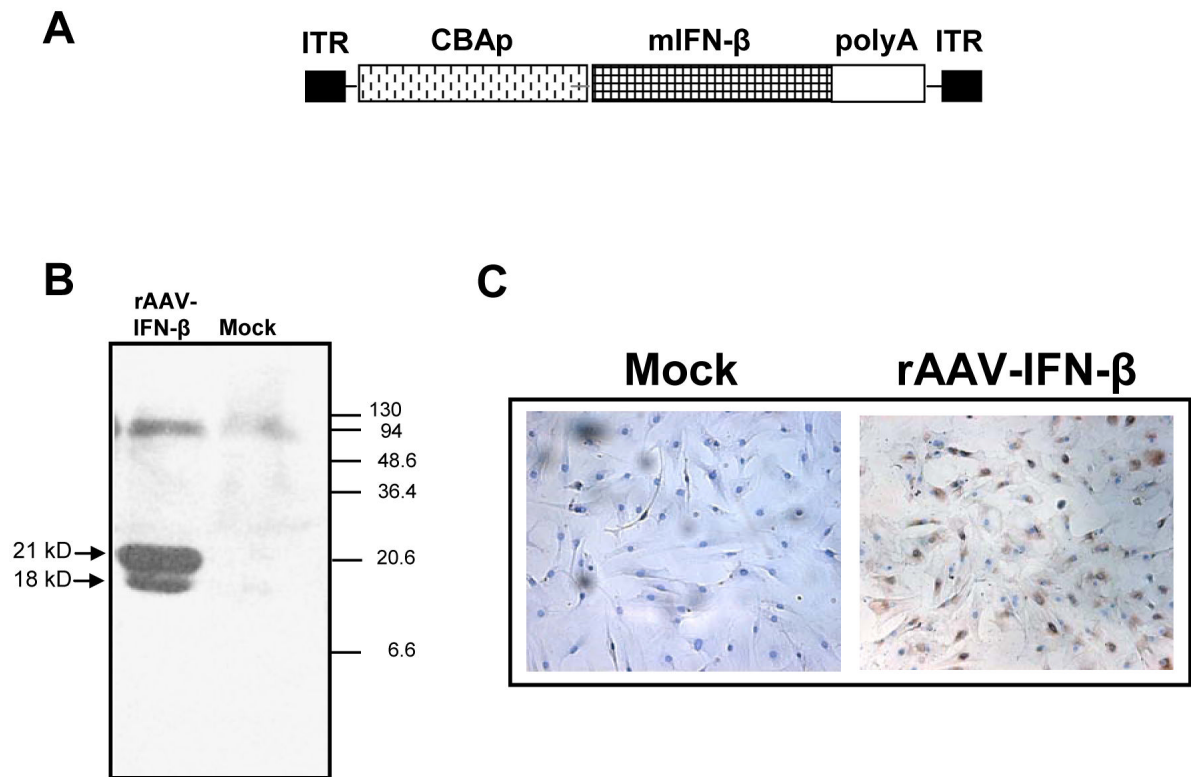 A
ITR CBAp mIFN-β polyA ITR
B
rAAV-
IFN-β Mock
130
94
48.6
36.4
21 kD
20.6
18 kD
6.6
C
Mock rAAV-IFN-β